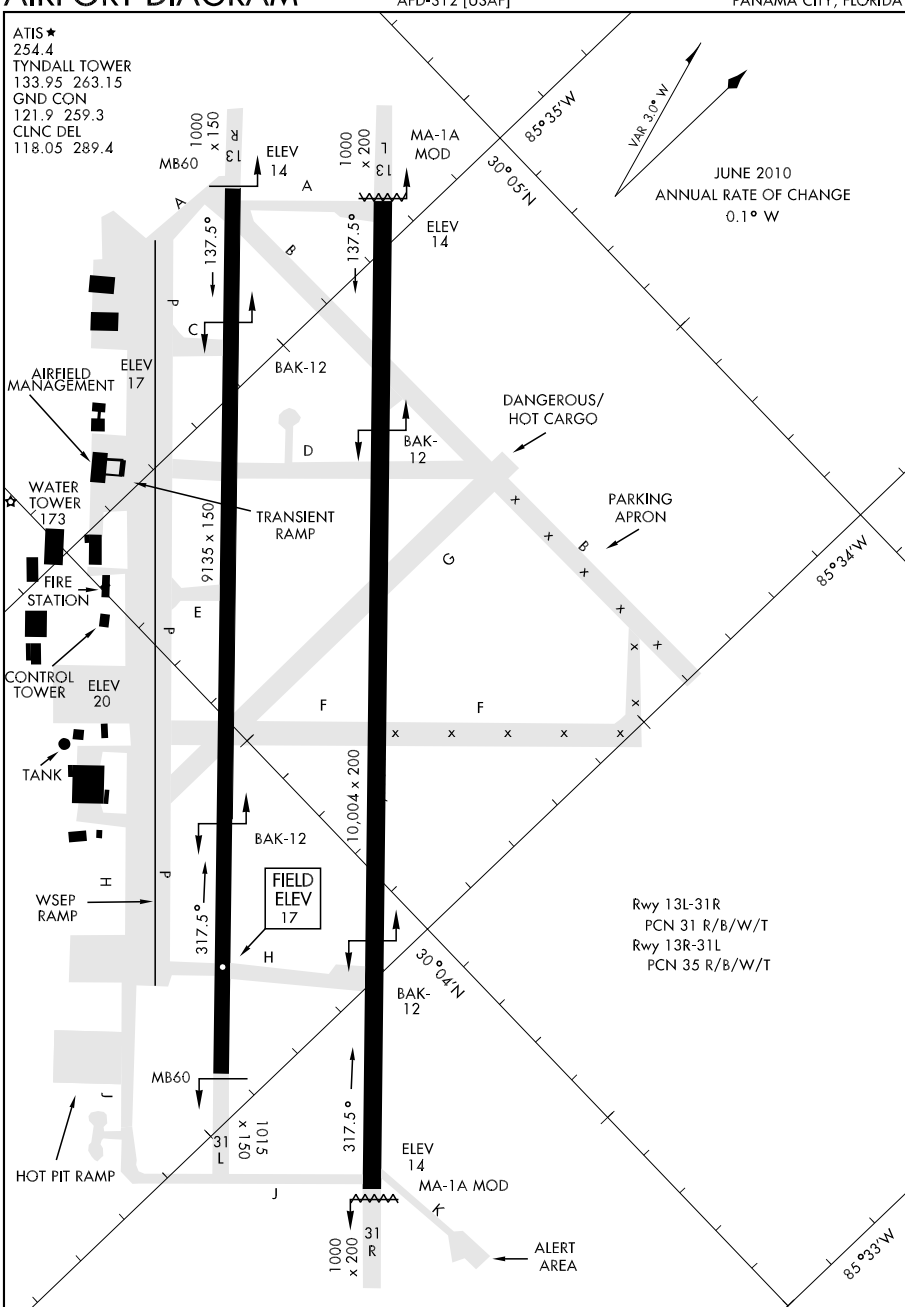 AIRPORT DIAGRAM
AFD-312 [USAF]
PANAMA CITY, FLORIDA
ATIS★
254.4
TYNDALL TOWER
133.95 263.15
GND CON
121.9 259.3
CLNC DEL
118.05 289.4
1000
x 150
13
R
MB60
ELEV
14
A
A
1000
x 200
13
L
MA-1A
MOD
ELEV
14
85°35'W
30°05'N
VAR 3.0° W
JUNE 2010
ANNUAL RATE OF CHANGE
0.1° W
137.5°
137.5°
B
P
C
BAK-12
ELEV
17
AIRFIELD
MANAGEMENT
DANGEROUS/
HOT CARGO
BAK-
12
D
WATER
TOWER
173
TRANSIENT
RAMP
9135 x 150
PARKING
APRON
x
x
B
x
x
x
x
x
G
85°34'W
FIRE
STATION
E
P
CONTROL
TOWER
ELEV
20
F
F
x
x
x
x
x
TANK
10,004 x 200
BAK-12
H
P
WSEP
RAMP
317.5°
FIELD
ELEV
17
H
30°04'N
BAK-
12
Rwy 13L-31R
PCN 31 R/B/W/T
Rwy 13R-31L
PCN 35 R/B/W/T
MB60
J
317.5°
31
L
1015
x 150
HOT PIT RAMP
J
ELEV
14
MA-1A MOD
K
1000
x 200
31
R
ALERT
AREA
85°33'W